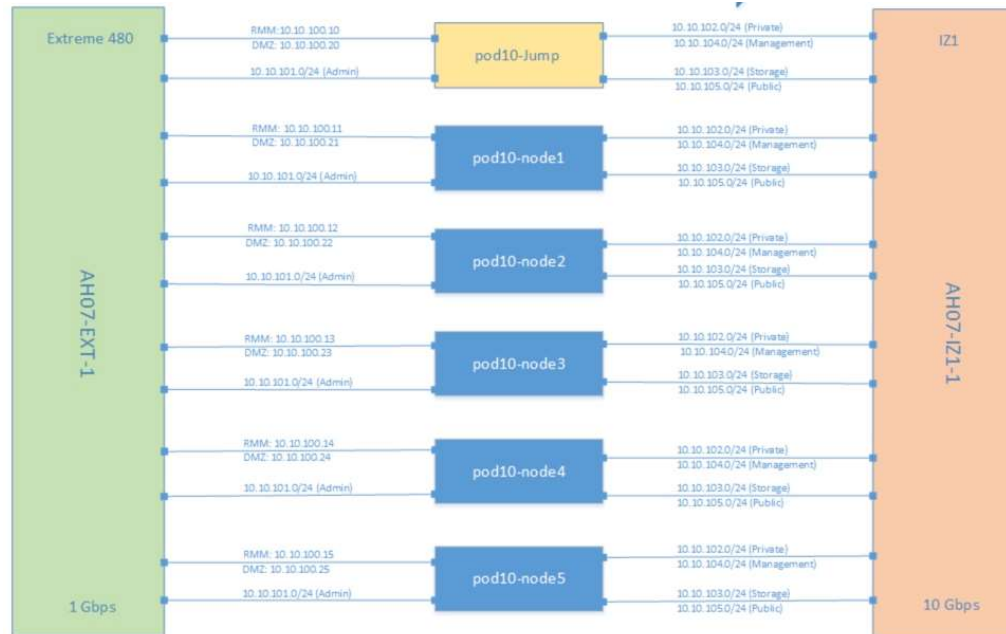 Extreme 480
AH07-EXT-1
1 Gbps
RMM: 10.10.100.10
DMZ: 10.10.100.20
10.10.101.0/24 (Admin)
pod10-Jump
10.10.102.0/24 (Private)
10.10.104.0/24 (Management)
10.10.103.0/24 (Storage)
10.10.105.0/24 (Public)
RMM: 10.10.100.11
DMZ: 10.10.100.21
10.10.101.0/24 (Admin)
pod10-node1
10.10.102.0/24 (Private)
10.10.104.0/24 (Management)
10.10.103.0/24 (Storage)
10.10.105.0/24 (Public)
RMM: 10.10.100.12
DMZ: 10.10.100.22
10.10.101.0/24 (Admin)
pod10-node2
10.10.102.0/24 (Private)
10.10.104.0/24 (Management)
10.10.103.0/24 (Storage)
10.10.105.0/24 (Public)
RMM: 10.10.100.13
DMZ: 10.10.100.23
10.10.101.0/24 (Admin)
pod10-node3
10.10.102.0/24 (Private)
10.10.104.0/24 (Management)
10.10.103.0/24 (Storage)
10.10.105.0/24 (Public)
RMM: 10.10.100.14
DMZ: 10.10.100.24
10.10.101.0/24 (Admin)
pod10-node4
10.10.102.0/24 (Private)
10.10.104.0/24 (Management)
10.10.103.0/24 (Storage)
10.10.105.0/24 (Public)
RMM: 10.10.100.15
DMZ: 10.10.100.25
10.10.101.0/24 (Admin)
pod10-node5
10.10.102.0/24 (Private)
10.10.104.0/24 (Management)
10.10.103.0/24 (Storage)
10.10.105.0/24 (Public)
IZ1
AH07-IZ1-1
10 Gbps